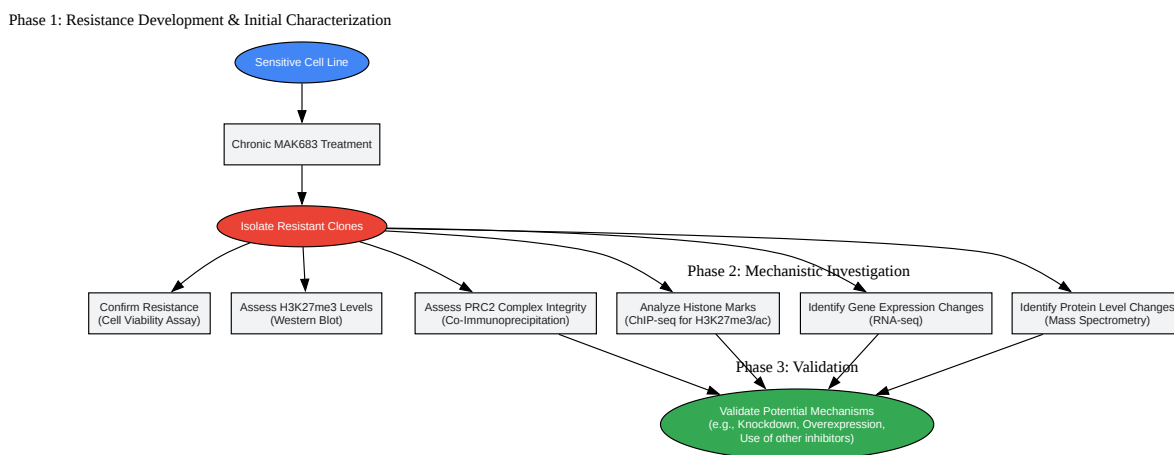 Phase 1: Resistance Development & Initial Characterization
Sensitive Cell Line
Chronic MAK683 Treatment
Isolate Resistant Clones
Phase 2: Mechanistic Investigation
Confirm Resistance
(Cell Viability Assay)
Assess H3K27me3 Levels
(Western Blot)
Assess PRC2 Complex Integrity
(Co-Immunoprecipitation)
Analyze Histone Marks
(ChIP-seq for H3K27me3/ac)
Identify Gene Expression Changes
(RNA-seq)
Identify Protein Level Changes
(Mass Spectrometry)
Phase 3: Validation
Validate Potential Mechanisms
(e.g., Knockdown, Overexpression,
Use of other inhibitors)